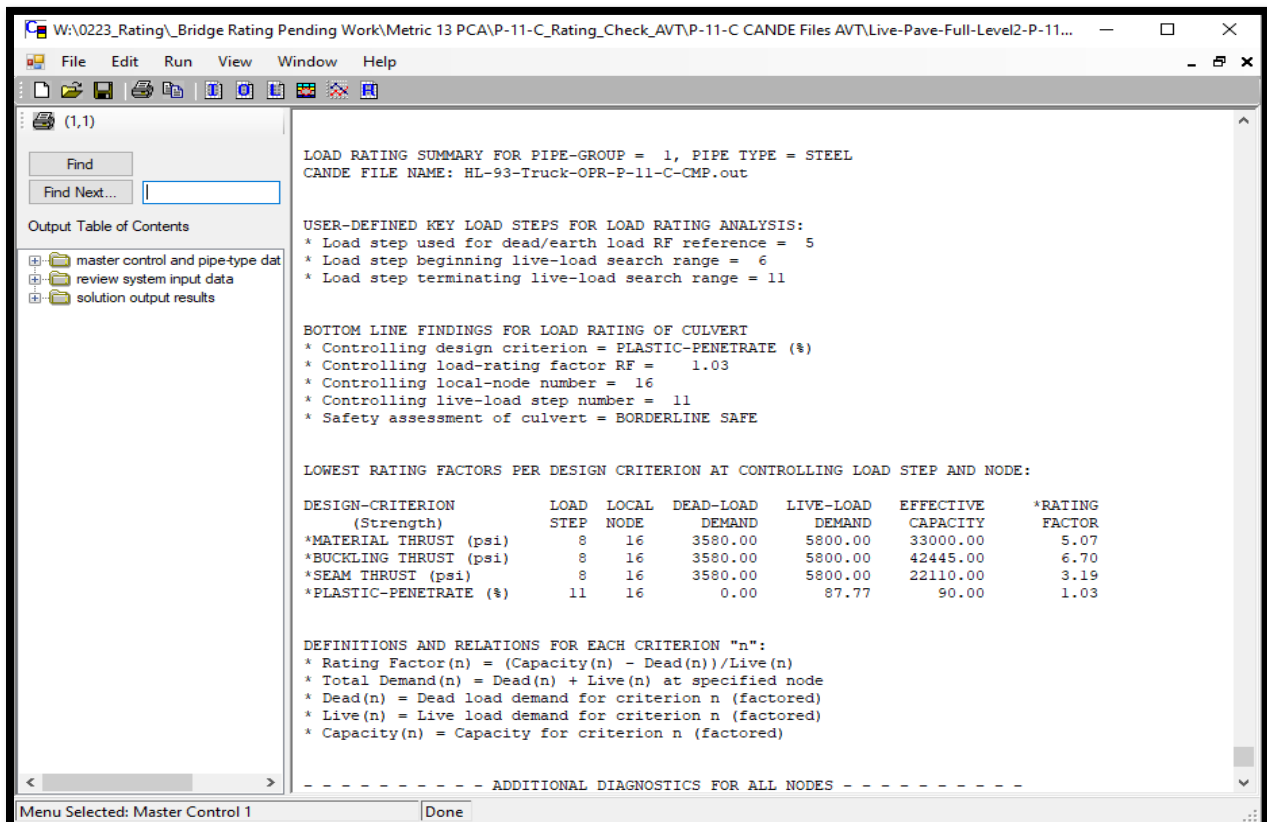 W:\0223_Rating\_Bridge Rating Pending Work\Metric 13 PCA\P-11-C_Rating_Check_AVT\P-11-C CANDE Files AVT\Live-Pave-Full-Level2-P-11...
File Edit Run View Window Help
(1,1)
Find
Find Next...
Output Table of Contents
master control and pipe-type dat
review system input data
solution output results
LOAD RATING SUMMARY FOR PIPE-GROUP = 1, PIPE TYPE = STEEL
CANDE FILE NAME: HL-93-Truck-OPR-P-11-C-CMP.out
USER-DEFINED KEY LOAD STEPS FOR LOAD RATING ANALYSIS:
* Load step used for dead/earth load RF reference = 5
* Load step beginning live-load search range = 6
* Load step terminating live-load search range = 11
BOTTOM LINE FINDINGS FOR LOAD RATING OF CULVERT
* Controlling design criterion = PLASTIC-PENETRATE (%)
* Controlling load-rating factor RF = 1.03
* Controlling local-node number = 16
* Controlling live-load step number = 11
* Safety assessment of culvert = BORDERLINE SAFE
LOWEST RATING FACTORS PER DESIGN CRITERION AT CONTROLLING LOAD STEP AND NODE:
DESIGN-CRITERION LOAD LOCAL DEAD-LOAD LIVE-LOAD EFFECTIVE *RATING
(Strength) STEP NODE DEMAND DEMAND CAPACITY FACTOR
*MATERIAL THRUST (psi) 8 16 3580.00 5800.00 33000.00 5.07
*BUCKLING THRUST (psi) 8 16 3580.00 5800.00 42445.00 6.70
*SEAM THRUST (psi) 8 16 3580.00 5800.00 22110.00 3.19
*PLASTIC-PENETRATE (%) 11 16 0.00 87.77 90.00 1.03
DEFINITIONS AND RELATIONS FOR EACH CRITERION "n":
* Rating Factor(n) = (Capacity(n) - Dead(n))/Live(n)
* Total Demand(n) = Dead(n) + Live(n) at specified node
* Dead(n) = Dead load demand for criterion n (factored)
* Live(n) = Live load demand for criterion n (factored)
* Capacity(n) = Capacity for criterion n (factored)
- - - - - - - - - - ADDITIONAL DIAGNOSTICS FOR ALL NODES - - - - - - - - - -
Menu Selected: Master Control 1 Done